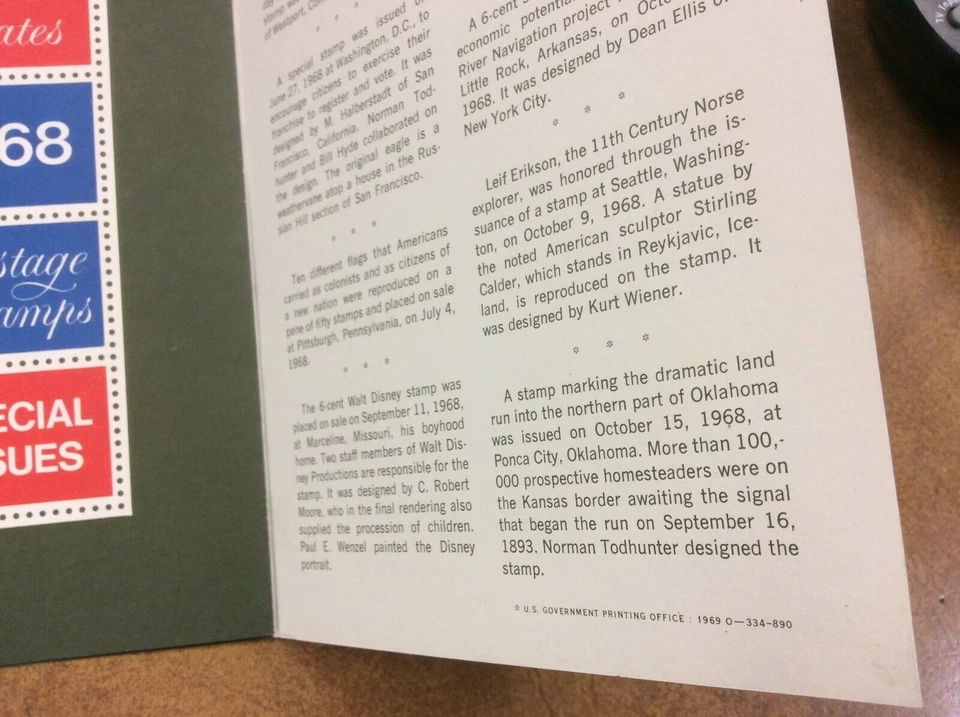 ates
68
stage
amps
ECIAL
SUES
stamp was
of Westport, Con
A special stamp was issued
June 27, 1968 at Washington, D.C., to
encourage citizens to exercise their
franchise to register and vote. It was
designed by M. Halberstadt of San
Francisco, California. Norman Tod-
hunter and Bill Hyde collaborated on
the design. The original eagle is a
weathervane atop a house in the Rus-
sian Hill section of San Francisco.
* * *
Ten different flags that Americans
carried as colonists and as citizens of
a new nation were reproduced on a
pane of fifty stamps and placed on sale
at Pittsburgh, Pennsylvania, on July 4,
1968.
* * *
The 6-cent Walt Disney stamp was
placed on sale on September 11, 1968,
at Marceline, Missouri, his boyhood
home. Two staff members of Walt Dis-
ney Productions are responsible for the
stamp. It was designed by C. Robert
Moore, who in the final rendering also
supplied the procession of children.
Paul E. Wenzel painted the Disney
portrait.
A 6-cent s
economic potentia
River Navigation project
Little Rock, Arkansas, on Octo
1968. It was designed by Dean Ellis o
New York City.
* *
Leif Erikson, the 11th Century Norse
explorer, was honored through the is-
suance of a stamp at Seattle, Washing-
ton, on October 9, 1968. A statue by
the noted American sculptor Stirling
Calder, which stands in Reykjavic, Ice-
land, is reproduced on the stamp. It
was designed by Kurt Wiener.
* * *
A stamp marking the dramatic land
run into the northern part of Oklahoma
was issued on October 15, 1968, at
Ponca City, Oklahoma. More than 100,-
000 prospective homesteaders were on
the Kansas border awaiting the signal
that began the run on September 16,
1893. Norman Todhunter designed the
stamp.
☆ U.S. GOVERNMENT PRINTING OFFICE : 1969 O—334-890